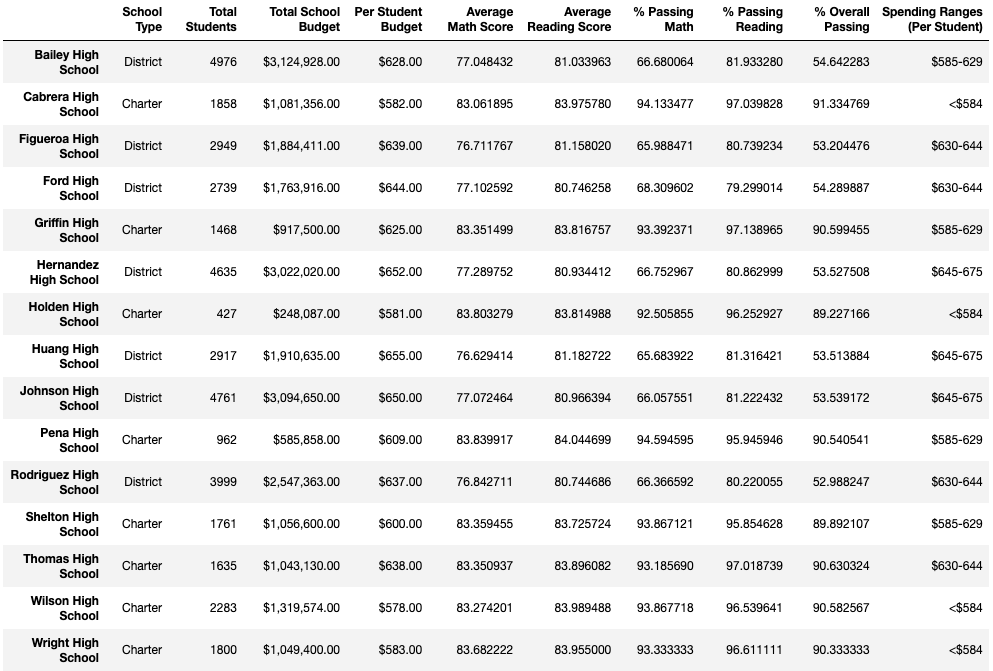 School Type Total Students Total School Budget Per Student Budget Average Math Score Average Reading Score % Passing Math % Passing Reading % Overall Passing Spending Ranges (Per Student)
Bailey High School District 4976 $3,124,928.00 $628.00 77.048432 81.033963 66.680064 81.933280 54.642283 $585-629
Cabrera High School Charter 1858 $1,081,356.00 $582.00 83.061895 83.975780 94.133477 97.039828 91.334769 <$584
Figueroa High School District 2949 $1,884,411.00 $639.00 76.711767 81.158020 65.988471 80.739234 53.204476 $630-644
Ford High School District 2739 $1,763,916.00 $644.00 77.102592 80.746258 68.309602 79.299014 54.289887 $630-644
Griffin High School Charter 1468 $917,500.00 $625.00 83.351499 83.816757 93.392371 97.138965 90.599455 $585-629
Hernandez High School District 4635 $3,022,020.00 $652.00 77.289752 80.934412 66.752967 80.862999 53.527508 $645-675
Holden High School Charter 427 $248,087.00 $581.00 83.803279 83.814988 92.505855 96.252927 89.227166 <$584
Huang High School District 2917 $1,910,635.00 $655.00 76.629414 81.182722 65.683922 81.316421 53.513884 $645-675
Johnson High School District 4761 $3,094,650.00 $650.00 77.072464 80.966394 66.057551 81.222432 53.539172 $645-675
Pena High School Charter 962 $585,858.00 $609.00 83.839917 84.044699 94.594595 95.945946 90.540541 $585-629
Rodriguez High School District 3999 $2,547,363.00 $637.00 76.842711 80.744686 66.366592 80.220055 52.988247 $630-644
Shelton High School Charter 1761 $1,056,600.00 $600.00 83.359455 83.725724 93.867121 95.854628 89.892107 $585-629
Thomas High School Charter 1635 $1,043,130.00 $638.00 83.350937 83.896082 93.185690 97.018739 90.630324 $630-644
Wilson High School Charter 2283 $1,319,574.00 $578.00 83.274201 83.989488 93.867718 96.539641 90.582567 <$584
Wright High School Charter 1800 $1,049,400.00 $583.00 83.682222 83.955000 93.333333 96.611111 90.333333 <$584